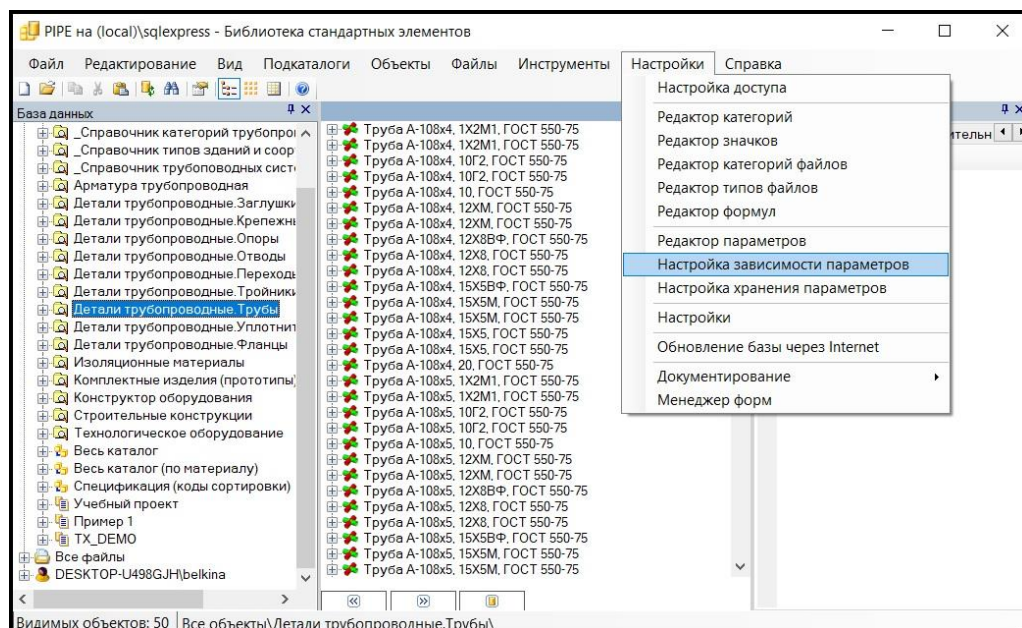 PIPE на (local)\sqlexpress - Библиотека стандартных элементов
Файл Редактирование Вид Подкаталоги Объекты Файлы Инструменты Настройки Справка
База данных
_Справочник категорий трубопро
_Справочник типов зданий и соор
_Справочник трубоповодных сист
Арматура трубопроводная
Детали трубопроводные.Заглушки
Детали трубопроводные.Крепежн
Детали трубопроводные.Опоры
Детали трубопроводные.Отводы
Детали трубопроводные.Переходы
Детали трубопроводные.Тройники
Детали трубопроводные.Трубы
Детали трубопроводные.Уплотнит
Детали трубопроводные.Фланцы
Изоляционные материалы
Комплектные изделия (прототипы)
Конструктор оборудования
Строительные конструкции
Технологическое оборудование
Весь каталог
Весь каталог (по материалу)
Спецификация (коды сортировки)
Учебный проект
Пример 1
TX_DEMO
Все файлы
DESKTOP-U498GJH\belkina
Труба А-108х4, 1Х2М1, ГОСТ 550-75
Труба А-108х4, 1Х2М1, ГОСТ 550-75
Труба А-108х4, 10Г2, ГОСТ 550-75
Труба А-108х4, 10Г2, ГОСТ 550-75
Труба А-108х4, 10, ГОСТ 550-75
Труба А-108х4, 12ХМ, ГОСТ 550-75
Труба А-108х4, 12ХМ, ГОСТ 550-75
Труба А-108х4, 12Х8ВФ, ГОСТ 550-75
Труба А-108х4, 12Х8, ГОСТ 550-75
Труба А-108х4, 12Х8, ГОСТ 550-75
Труба А-108х4, 15Х5ВФ, ГОСТ 550-75
Труба А-108х4, 15Х5М, ГОСТ 550-75
Труба А-108х4, 15Х5М, ГОСТ 550-75
Труба А-108х4, 15Х5, ГОСТ 550-75
Труба А-108х4, 15Х5, ГОСТ 550-75
Труба А-108х4, 20, ГОСТ 550-75
Труба А-108х5, 1Х2М1, ГОСТ 550-75
Труба А-108х5, 1Х2М1, ГОСТ 550-75
Труба А-108х5, 10Г2, ГОСТ 550-75
Труба А-108х5, 10Г2, ГОСТ 550-75
Труба А-108х5, 10, ГОСТ 550-75
Труба А-108х5, 12ХМ, ГОСТ 550-75
Труба А-108х5, 12ХМ, ГОСТ 550-75
Труба А-108х5, 12Х8ВФ, ГОСТ 550-75
Труба А-108х5, 12Х8, ГОСТ 550-75
Труба А-108х5, 12Х8, ГОСТ 550-75
Труба А-108х5, 15Х5ВФ, ГОСТ 550-75
Труба А-108х5, 15Х5М, ГОСТ 550-75
Труба А-108х5, 15Х5М, ГОСТ 550-75
Настройка доступа
Редактор категорий
Редактор значков
Редактор категорий файлов
Редактор типов файлов
Редактор формул
Редактор параметров
Настройка зависимости параметров
Настройка хранения параметров
Настройки
Обновление базы через Internet
Документирование
Менеджер форм
ительн
Видимых объектов: 50 Все объекты\Детали трубопроводные.Трубы\